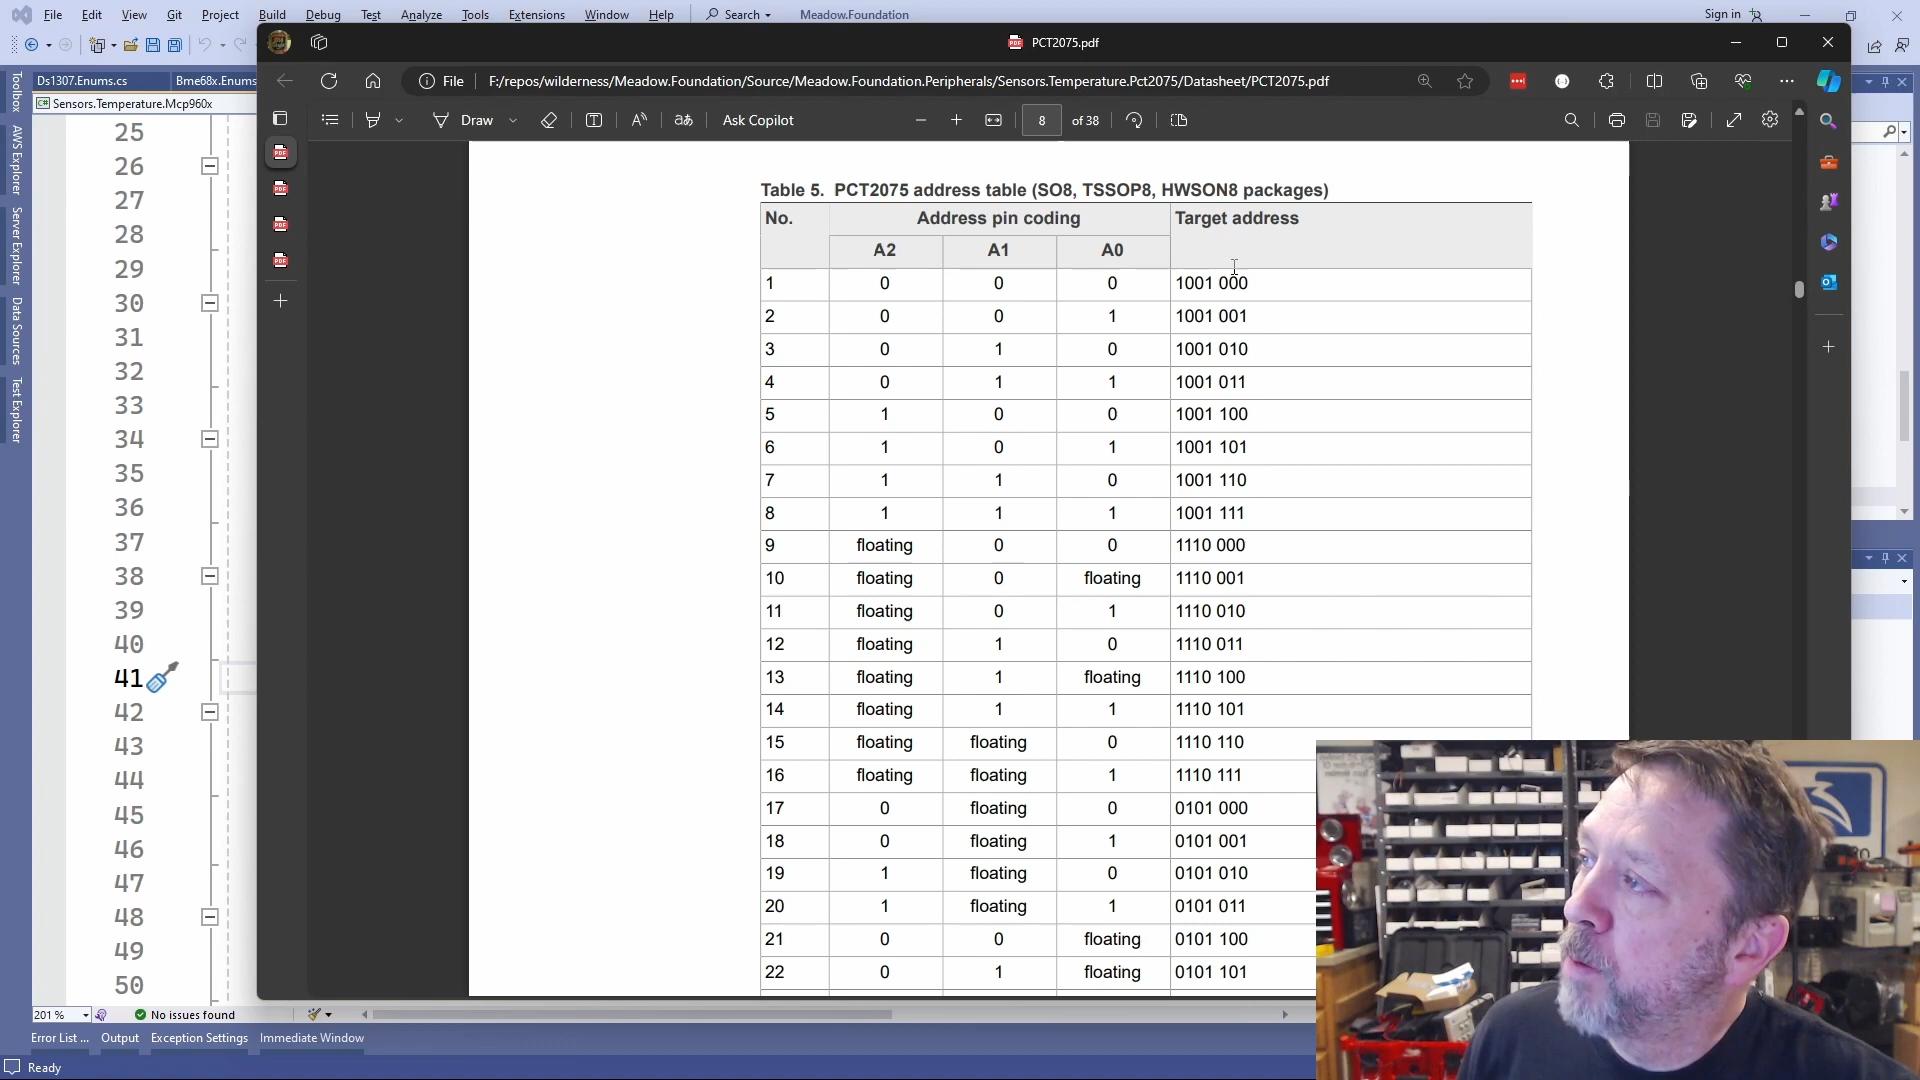 File Edit View Git Project Build Debug Test Analyze Tools Extensions Window Help Search Meadow.Foundation Sign in
PCT2075.pdf
Ds1307.Enums.cs Bme68x.Enums
File F:/repos/wilderness/Meadow.Foundation/Source/Meadow.Foundation.Peripherals/Sensors.Temperature.Pct2075/Datasheet/PCT2075.pdf
Sensors.Temperature.Mcp960x
Draw Ask Copilot 8 of 38
Toolbox
AWS Explorer
Server Explorer
Data Sources
Test Explorer
25
26
27
28
29
30
31
32
33
34
35
36
37
38
39
40
41
42
43
44
45
46
47
48
49
50
Table 5. PCT2075 address table (SO8, TSSOP8, HWSON8 packages)
No. Address pin coding Target address
A2 A1 A0
1 0 0 0 1001 000
2 0 0 1 1001 001
3 0 1 0 1001 010
4 0 1 1 1001 011
5 1 0 0 1001 100
6 1 0 1 1001 101
7 1 1 0 1001 110
8 1 1 1 1001 111
9 floating 0 0 1110 000
10 floating 0 floating 1110 001
11 floating 0 1 1110 010
12 floating 1 0 1110 011
13 floating 1 floating 1110 100
14 floating 1 1 1110 101
15 floating floating 0 1110 110
16 floating floating 1 1110 111
17 0 floating 0 0101 000
18 0 floating 1 0101 001
19 1 floating 0 0101 010
20 1 floating 1 0101 011
21 0 0 floating 0101 100
22 0 1 floating 0101 101
201 % No issues found
Error List ... Output Exception Settings Immediate Window
Ready